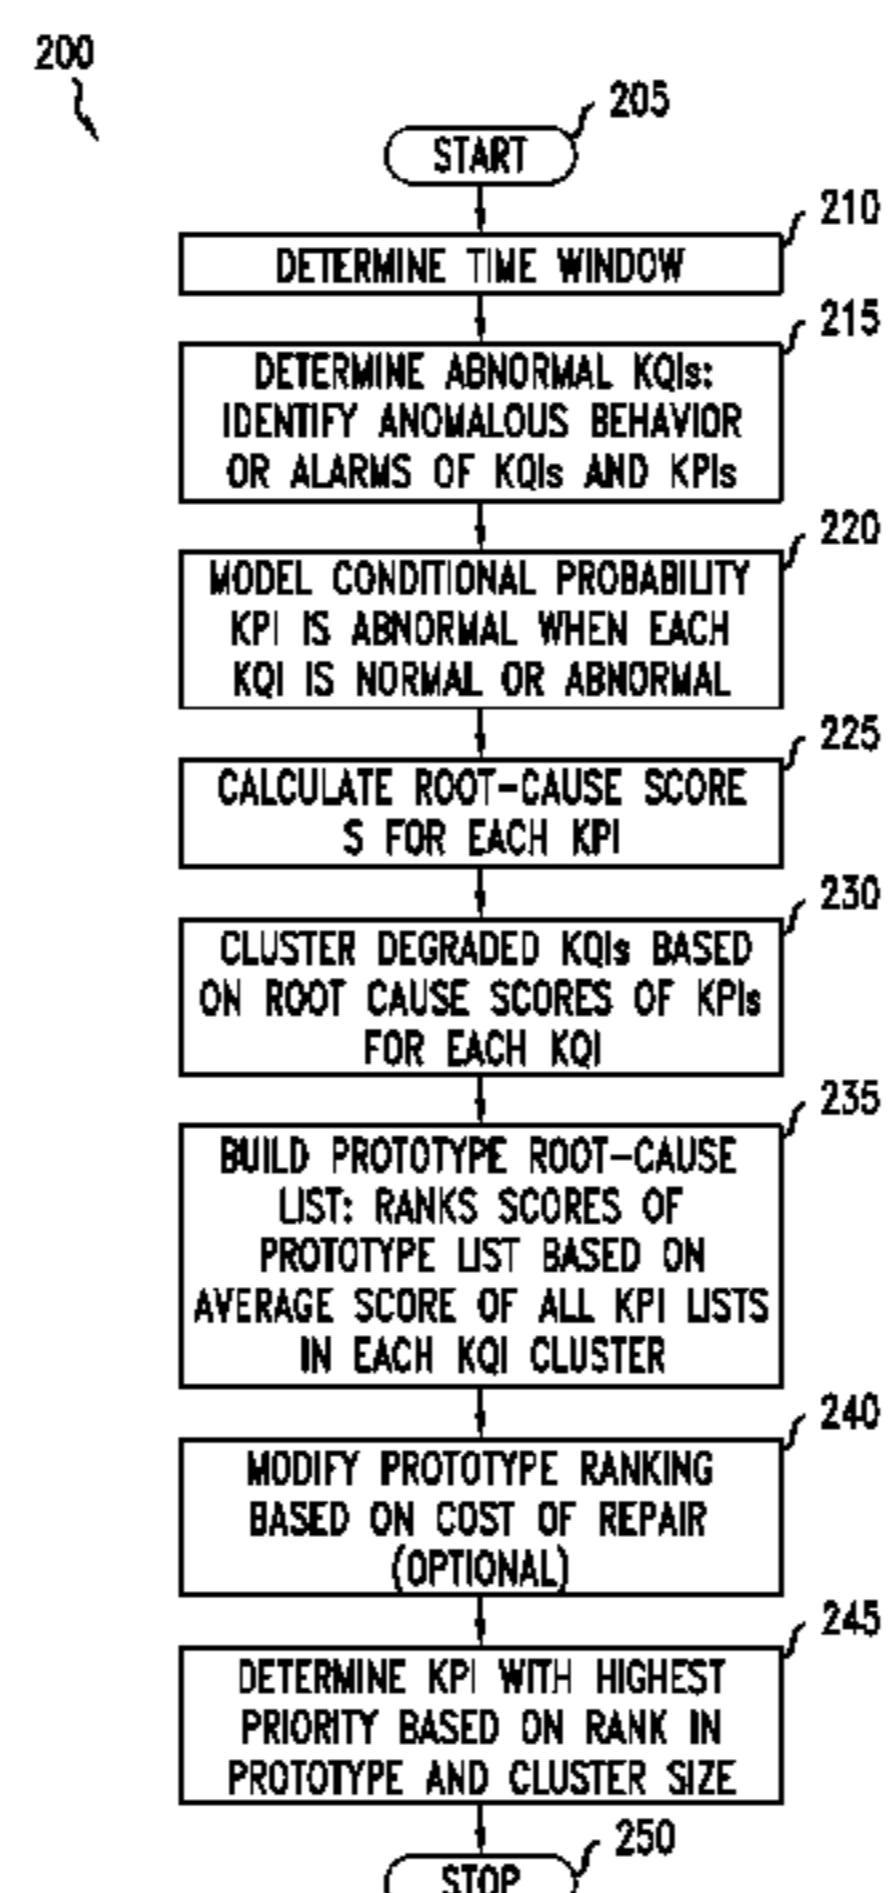 200
205
START
210
DETERMINE TIME WINDOW
215
DETERMINE ABNORMAL KQIs:
IDENTIFY ANOMALOUS BEHAVIOR
OR ALARMS OF KQIs AND KPIs
220
MODEL CONDITIONAL PROBABILITY
KPI IS ABNORMAL WHEN EACH
KQI IS NORMAL OR ABNORMAL
225
CALCULATE ROOT-CAUSE SCORE
S FOR EACH KPI
230
CLUSTER DEGRADED KQIs BASED
ON ROOT CAUSE SCORES OF KPIs
FOR EACH KQI
235
BUILD PROTOTYPE ROOT-CAUSE
LIST: RANKS SCORES OF
PROTOTYPE LIST BASED ON
AVERAGE SCORE OF ALL KPI LISTS
IN EACH KQI CLUSTER
240
MODIFY PROTOTYPE RANKING
BASED ON COST OF REPAIR
(OPTIONAL)
245
DETERMINE KPI WITH HIGHEST
PRIORITY BASED ON RANK IN
PROTOTYPE AND CLUSTER SIZE
250
STOP